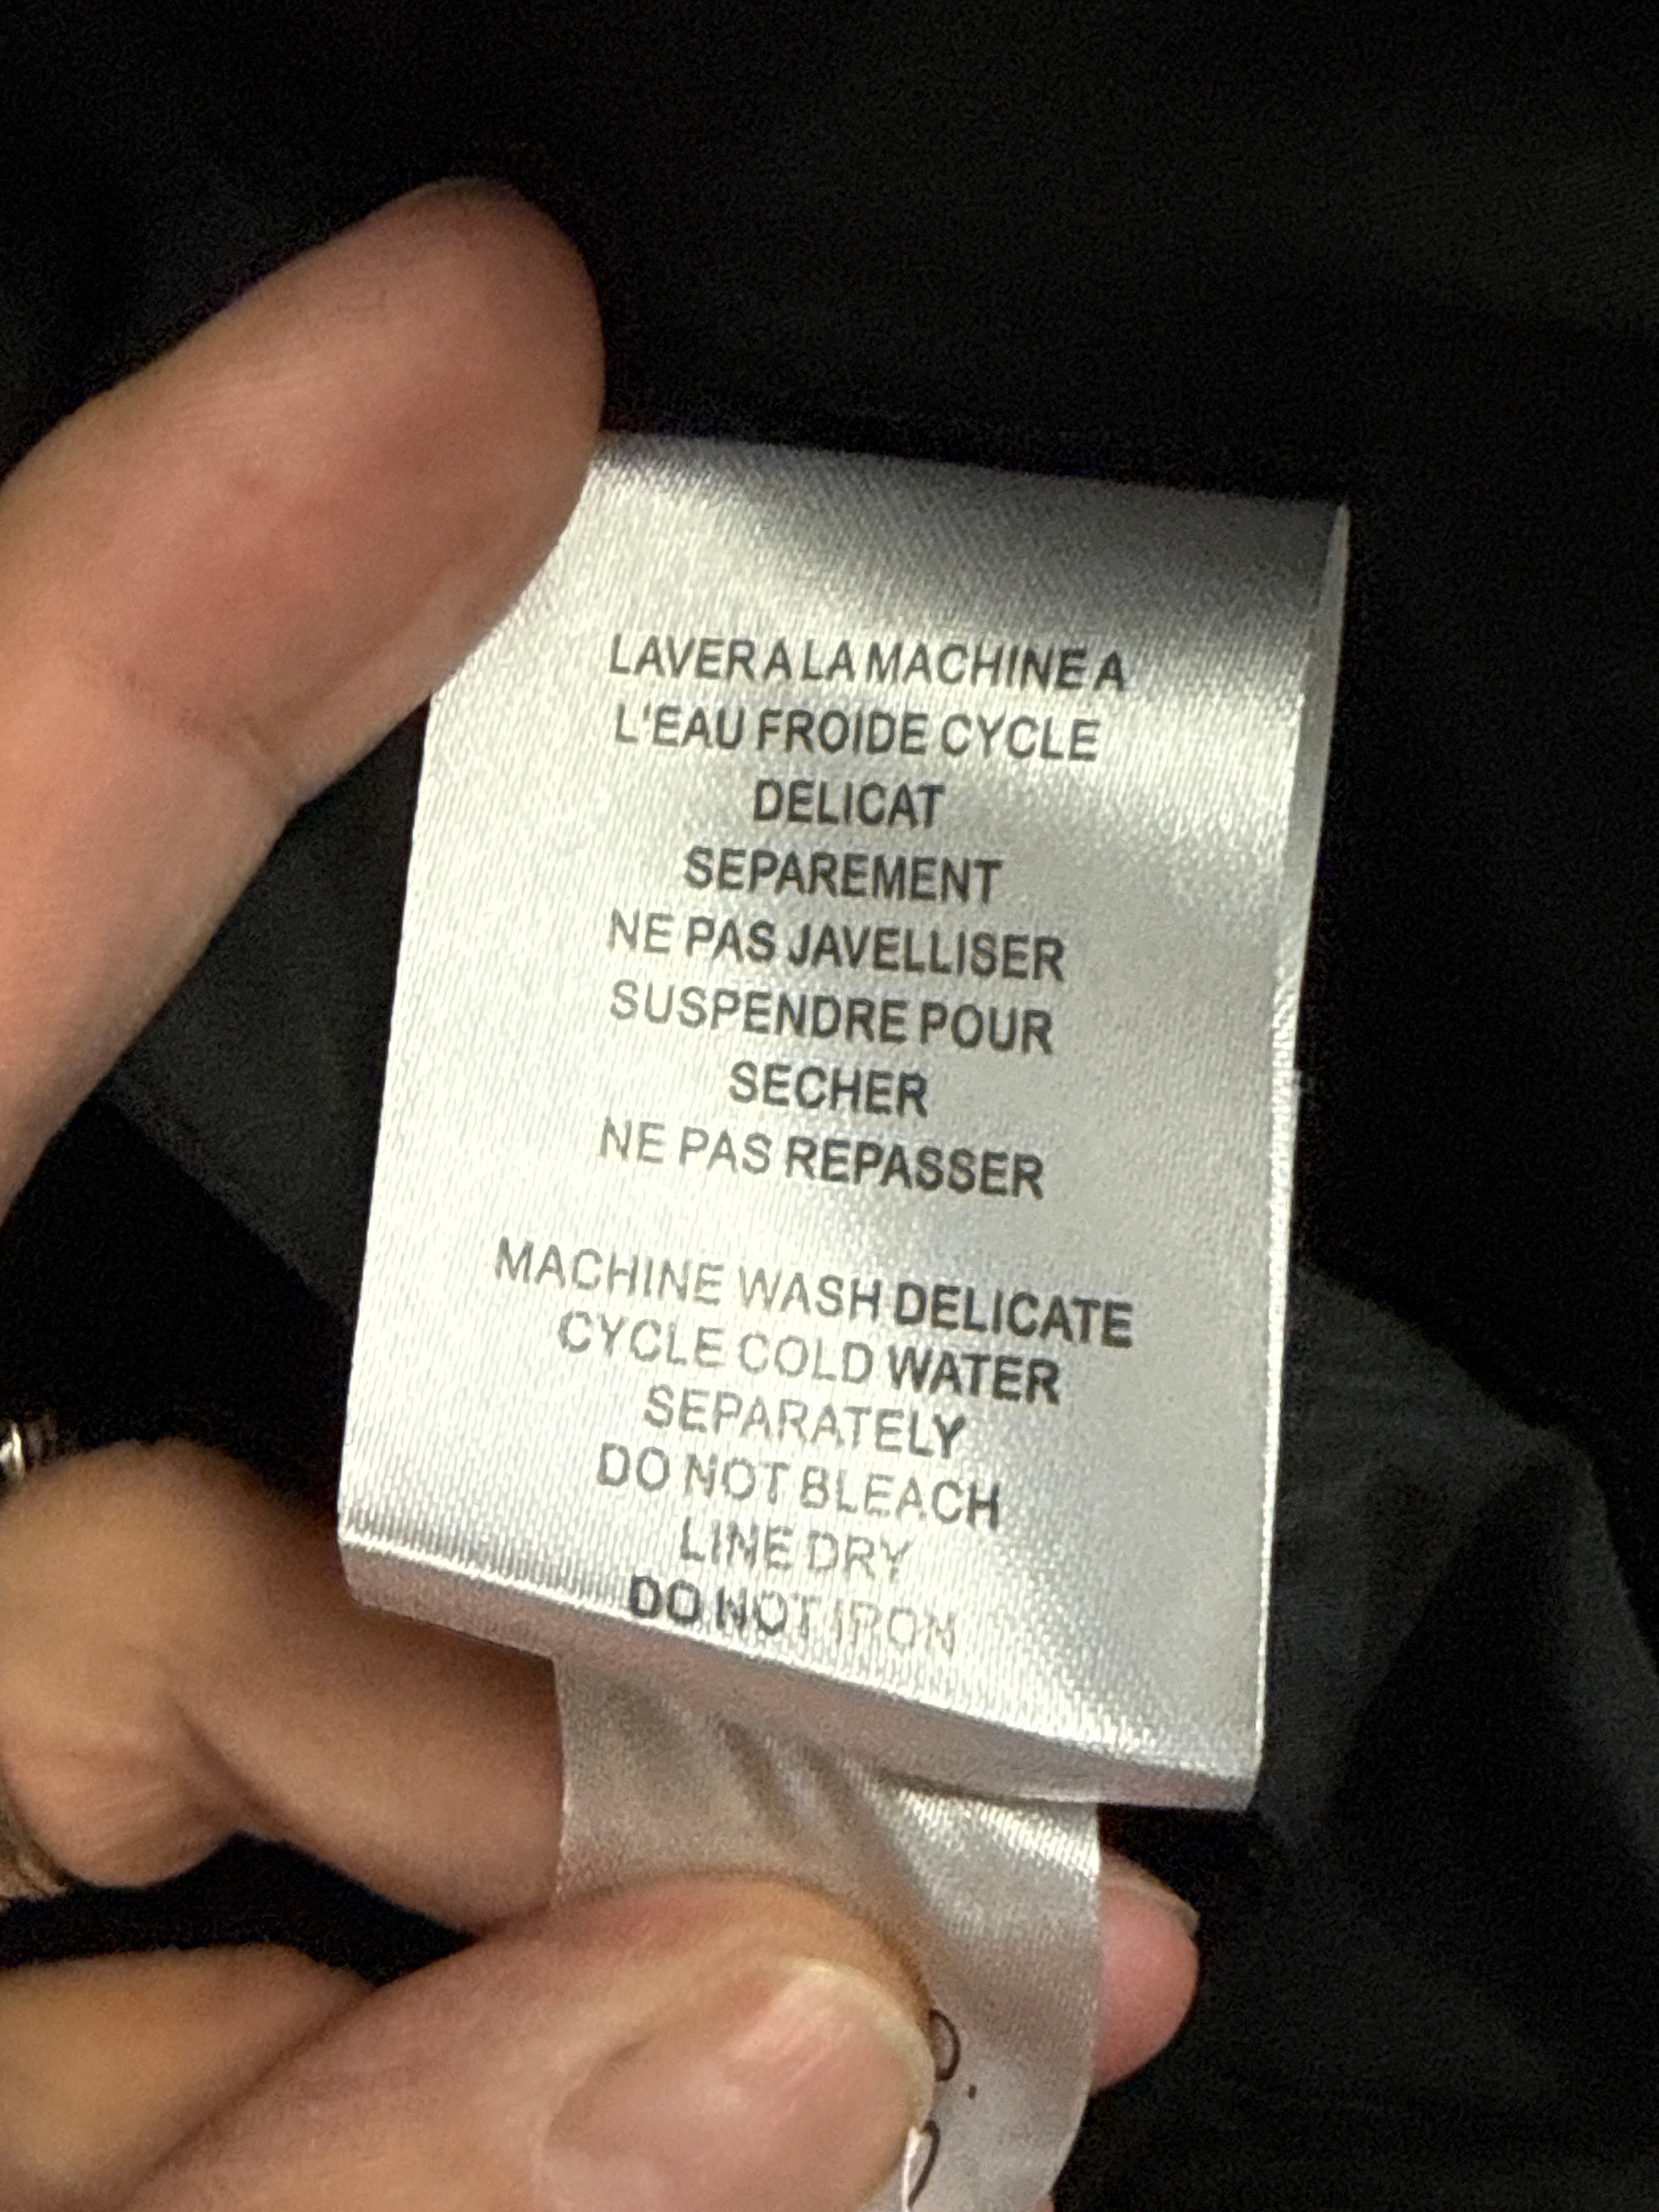 LAVER A LA MACHINE A
L'EAU FROIDE CYCLE
DELICAT
SEPAREMENT
NE PAS JAVELLISER
SUSPENDRE POUR
SECHER
NE PAS REPASSER
MACHINE WASH DELICATE
CYCLE COLD WATER
SEPARATELY
DO NOT BLEACH
LINE DRY
DO NOT IRON